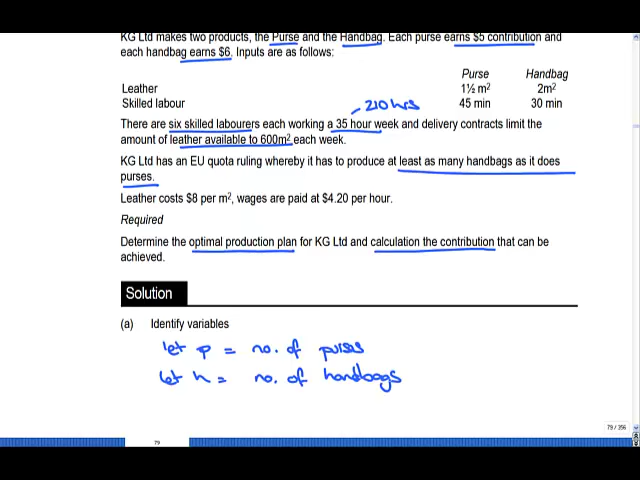 KG Ltd makes two products, the Purse and the Handbag. Each purse earns $5 contribution and
each handbag earns $6. Inputs are as follows:
Purse Handbag
Leather 1½ m² 2m²
Skilled labour 45 min 30 min
210 hrs
There are six skilled labourers each working a 35 hour week and delivery contracts limit the
amount of leather available to 600m² each week.
KG Ltd has an EU quota ruling whereby it has to produce at least as many handbags as it does
purses.
Leather costs $8 per m², wages are paid at $4.20 per hour.
Required
Determine the optimal production plan for KG Ltd and calculation the contribution that can be
achieved.
Solution
(a) Identify variables
let p = no. of purses
let h = no. of handbags
79
79 / 356